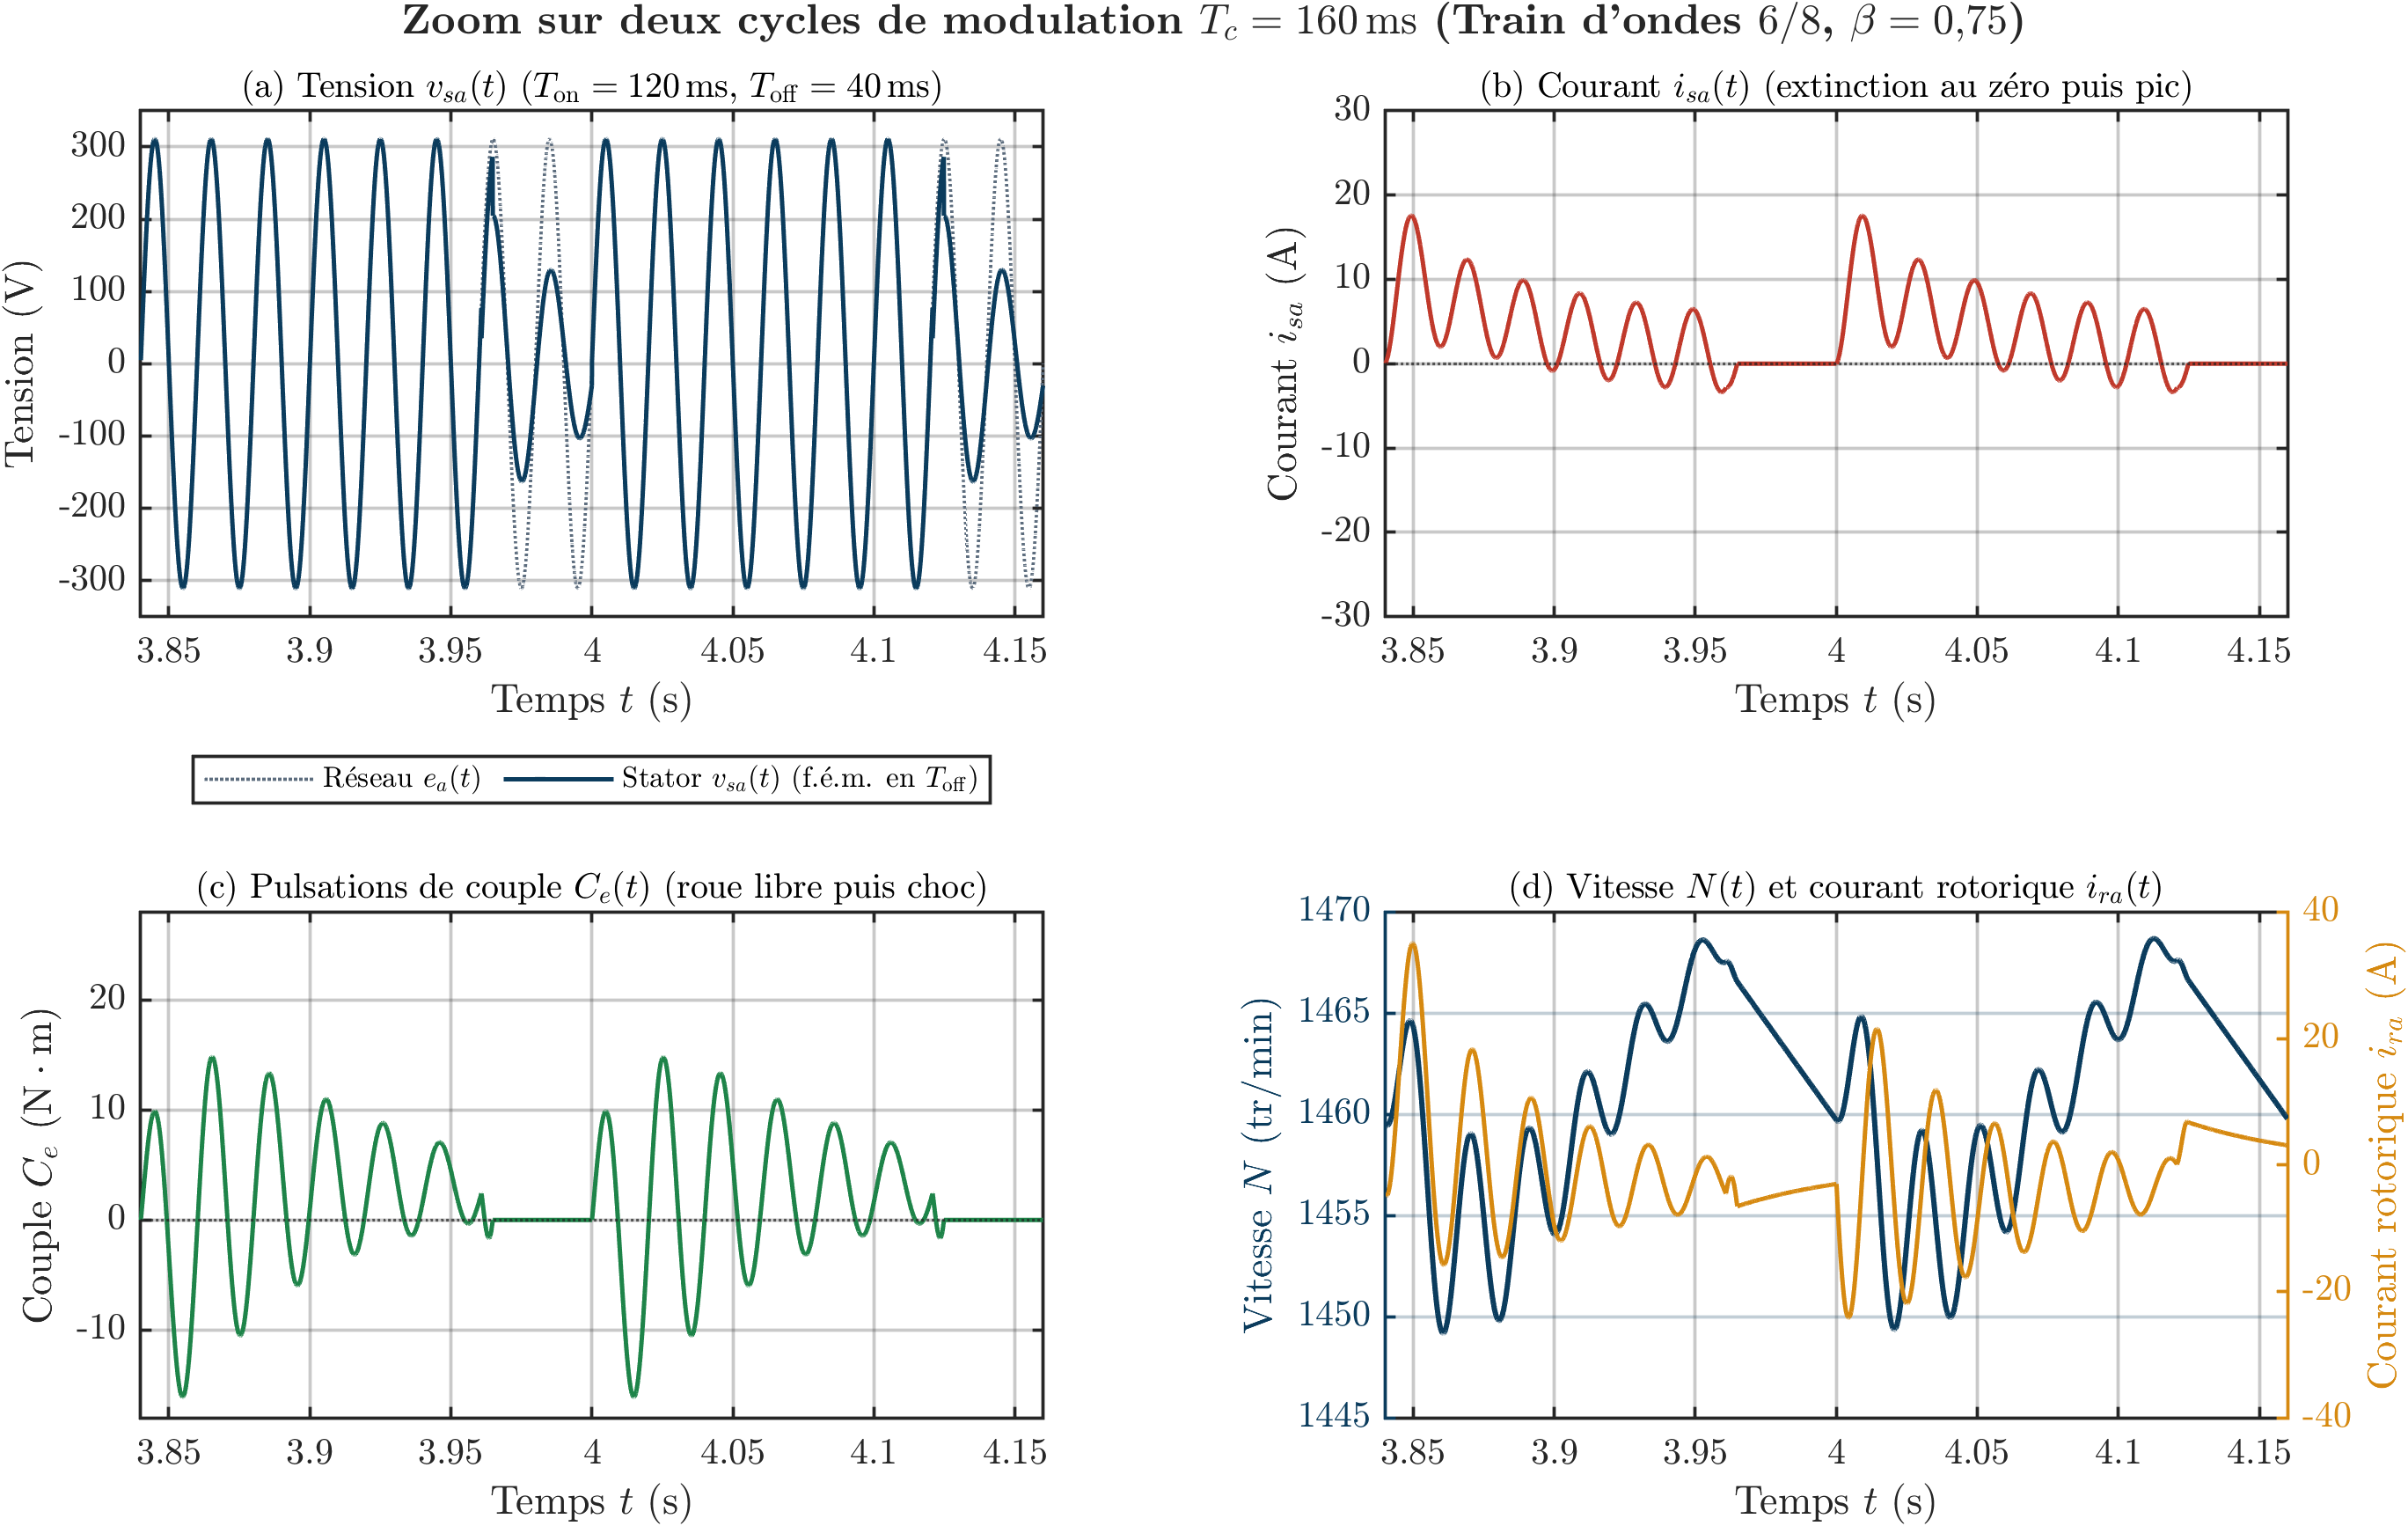 Zoom sur deux cycles de modulation T_c = 160 ms (Train d'ondes 6/8, β = 0,75)
(a) Tension v_sa(t) (T_on = 120 ms, T_off = 40 ms)
Tension (V)
300
200
100
0
-100
-200
-300
3.85 3.9 3.95 4 4.05 4.1 4.15
Temps t (s)
Réseau e_a(t) Stator v_sa(t) (f.é.m. en T_off)
(b) Courant i_sa(t) (extinction au zéro puis pic)
Courant i_sa (A)
30
20
10
0
-10
-20
-30
3.85 3.9 3.95 4 4.05 4.1 4.15
Temps t (s)
(c) Pulsations de couple C_e(t) (roue libre puis choc)
Couple C_e (N · m)
20
10
0
-10
3.85 3.9 3.95 4 4.05 4.1 4.15
Temps t (s)
(d) Vitesse N(t) et courant rotorique i_ra(t)
Vitesse N (tr/min)
1470
1465
1460
1455
1450
1445
40
20
0
-20
-40
Courant rotorique i_ra (A)
3.85 3.9 3.95 4 4.05 4.1 4.15
Temps t (s)